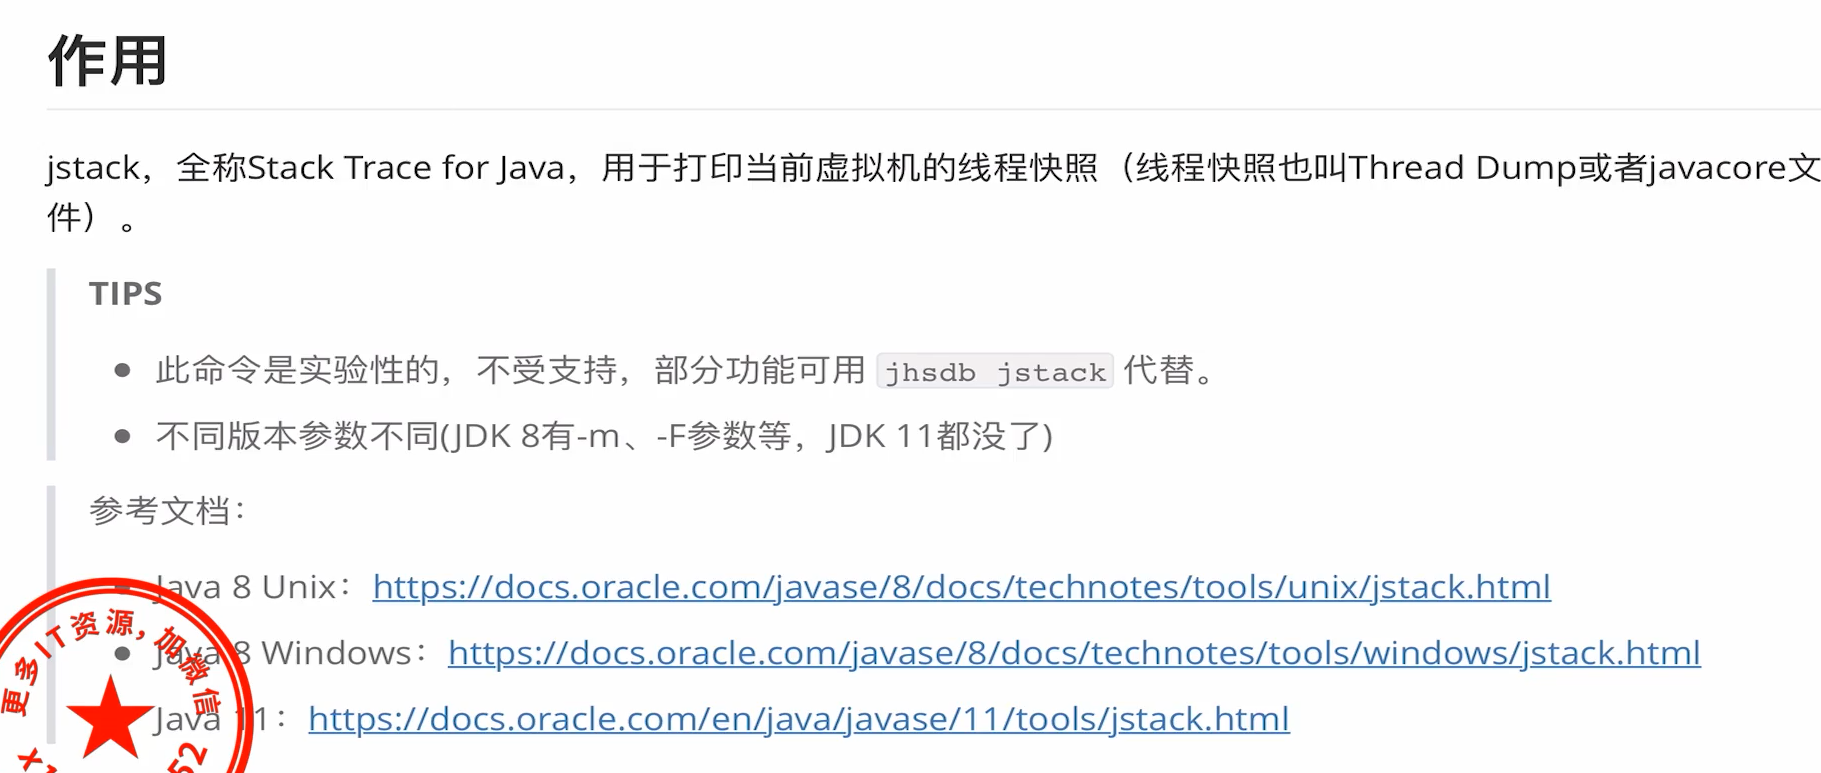 作用
jstack，全称Stack Trace for Java，用于打印当前虚拟机的线程快照（线程快照也叫Thread Dump或者javacore文
件）。
TIPS
此命令是实验性的，不受支持，部分功能可用 jhsdb jstack 代替。
不同版本参数不同(JDK 8有-m、-F参数等，JDK 11都没了)
参考文档：
Java 8 Unix：https://docs.oracle.com/javase/8/docs/technotes/tools/unix/jstack.html
Java 8 Windows：https://docs.oracle.com/javase/8/docs/technotes/tools/windows/jstack.html
Java 11：https://docs.oracle.com/en/java/javase/11/tools/jstack.html
更多IT资源，加微信
52